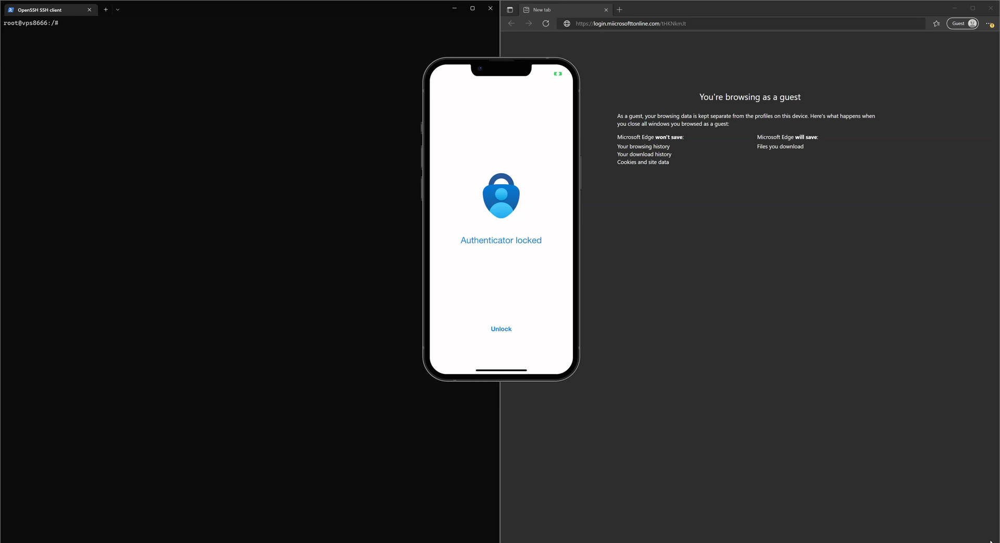 OpenSSH SSH client
root@vps8666:/#
New tab
https://login.miicrosofttonline.com/tHKNkmJt
Guest
You're browsing as a guest
As a guest, your browsing data is kept separate from the profiles on this device. Here's what happens when
you close all windows you browsed as a guest:
Microsoft Edge won't save:
Your browsing history
Your download history
Cookies and site data
Microsoft Edge will save:
Files you download
Authenticator locked
Unlock